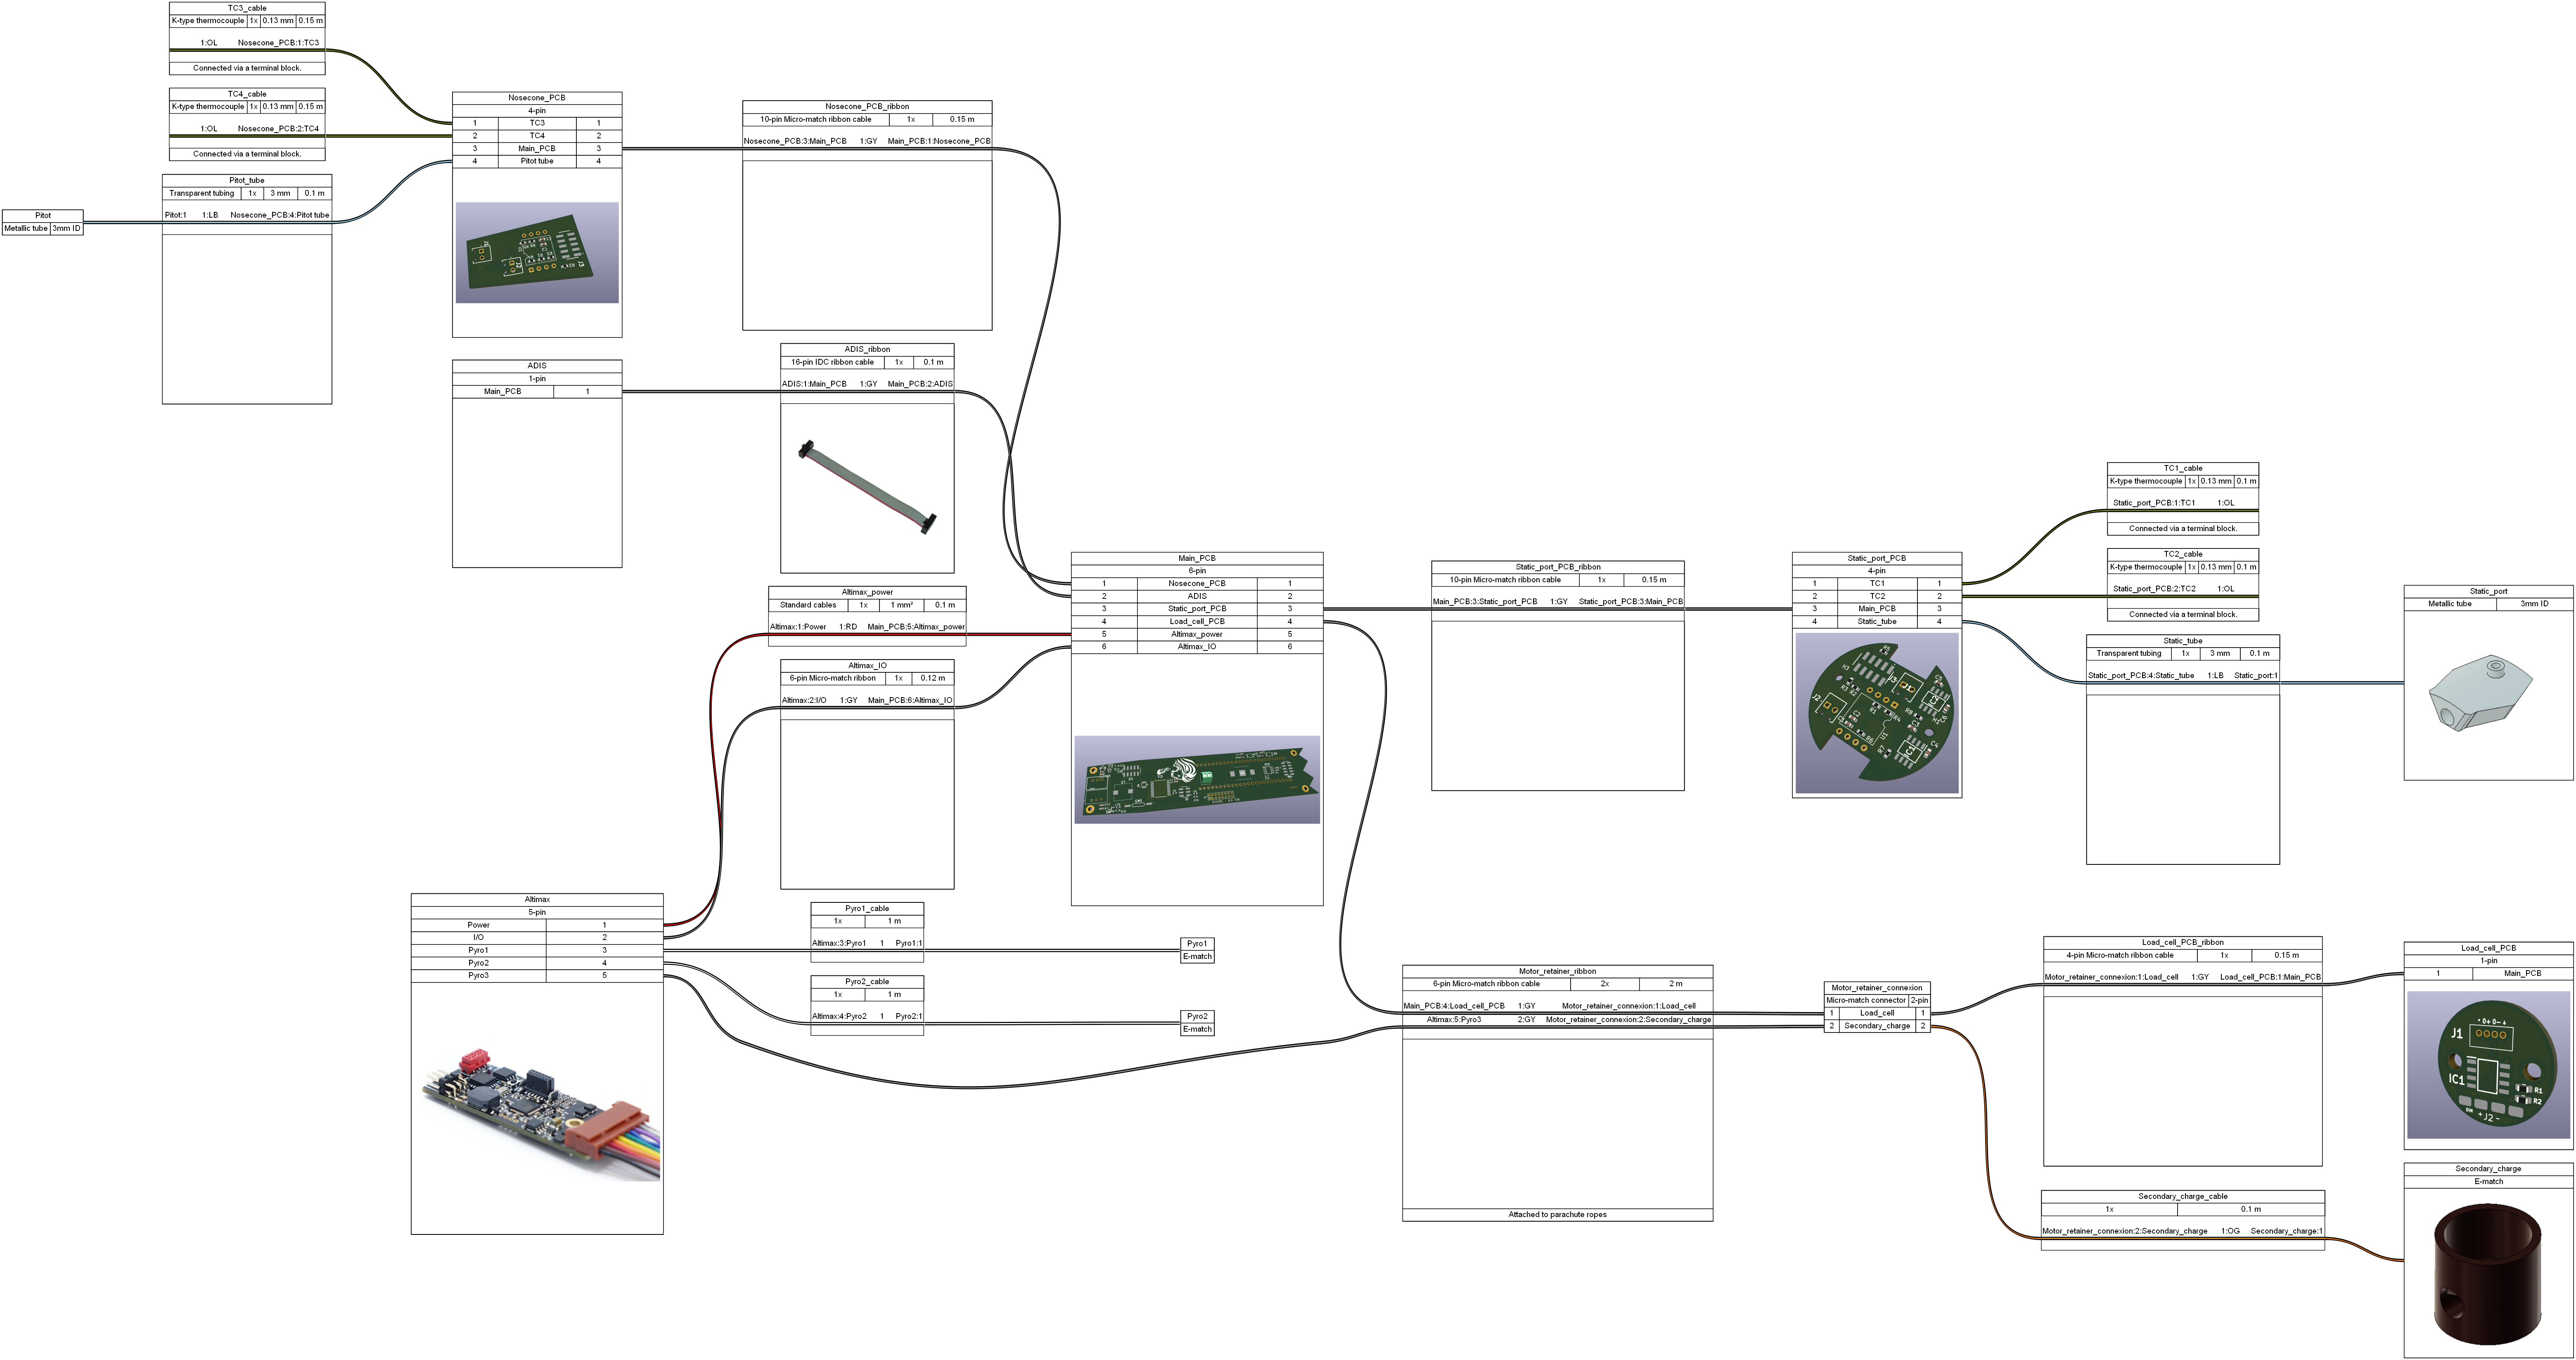 TC3_cable
K-type thermocouple 1x 0.13 mm 0.15 m
1:OL Nosecone_PCB:1:TC3
Connected via a terminal block.
TC4_cable
K-type thermocouple 1x 0.13 mm 0.15 m
1:OL Nosecone_PCB:2:TC4
Connected via a terminal block.
Pitot
Metallic tube 3mm ID
Pitot_tube
Transparent tubing 1x 3 mm 0.1 m
Pitot:1 1:LB Nosecone_PCB:4:Pitot tube
Nosecone_PCB
4-pin
1 TC3 1
2 TC4 2
3 Main_PCB 3
4 Pitot tube 4
Nosecone_PCB_ribbon
10-pin Micro-match ribbon cable 1x 0.15 m
Nosecone_PCB:3:Main_PCB 1:GY Main_PCB:1:Nosecone_PCB
ADIS
1-pin
Main_PCB 1
ADIS_ribbon
16-pin IDC ribbon cable 1x 0.1 m
ADIS:1:Main_PCB 1:GY Main_PCB:2:ADIS
Altimax_power
Standard cables 1x 1 mm² 0.1 m
Altimax:1:Power 1:RD Main_PCB:5:Altimax_power
Altimax_IO
6-pin Micro-match ribbon 1x 0.12 m
Altimax:2:I/O 1:GY Main_PCB:6:Altimax_IO
Main_PCB
6-pin
1 Nosecone_PCB 1
2 ADIS 2
3 Static_port_PCB 3
4 Load_cell_PCB 4
5 Altimax_power 5
6 Altimax_IO 6
Static_port_PCB_ribbon
10-pin Micro-match ribbon cable 1x 0.15 m
Main_PCB:3:Static_port_PCB 1:GY Static_port_PCB:3:Main_PCB
Static_port_PCB
4-pin
1 TC1 1
2 TC2 2
3 Main_PCB 3
4 Static_tube 4
TC1_cable
K-type thermocouple 1x 0.13 mm 0.1 m
Static_port_PCB:1:TC1 1:OL
Connected via a terminal block.
TC2_cable
K-type thermocouple 1x 0.13 mm 0.1 m
Static_port_PCB:2:TC2 1:OL
Connected via a terminal block.
Static_tube
Transparent tubing 1x 3 mm 0.1 m
Static_port_PCB:4:Static_tube 1:LB Static_port:1
Static_port
Metallic tube 3mm ID
Altimax
5-pin
Power 1
I/O 2
Pyro1 3
Pyro2 4
Pyro3 5
Pyro1_cable
1x 1 m
Altimax:3:Pyro1 1 Pyro1:1
Pyro1
E-match
Pyro2_cable
1x 1 m
Altimax:4:Pyro2 1 Pyro2:1
Pyro2
E-match
Motor_retainer_ribbon
6-pin Micro-match ribbon cable 2x 2 m
Main_PCB:4:Load_cell_PCB 1:GY Motor_retainer_connexion:1:Load_cell
Altimax:5:Pyro3 2:GY Motor_retainer_connexion:2:Secondary_charge
Attached to parachute ropes
Motor_retainer_connexion
Micro-match connector 2-pin
1 Load_cell 1
2 Secondary_charge 2
Load_cell_PCB_ribbon
4-pin Micro-match ribbon cable 1x 0.15 m
Motor_retainer_connexion:1:Load_cell 1:GY Load_cell_PCB:1:Main_PCB
Load_cell_PCB
1-pin
1 Main_PCB
J1
IC1
R1
R2
J2
Secondary_charge_cable
1x 0.1 m
Motor_retainer_connexion:2:Secondary_charge 1:OG Secondary_charge:1
Secondary_charge
E-match